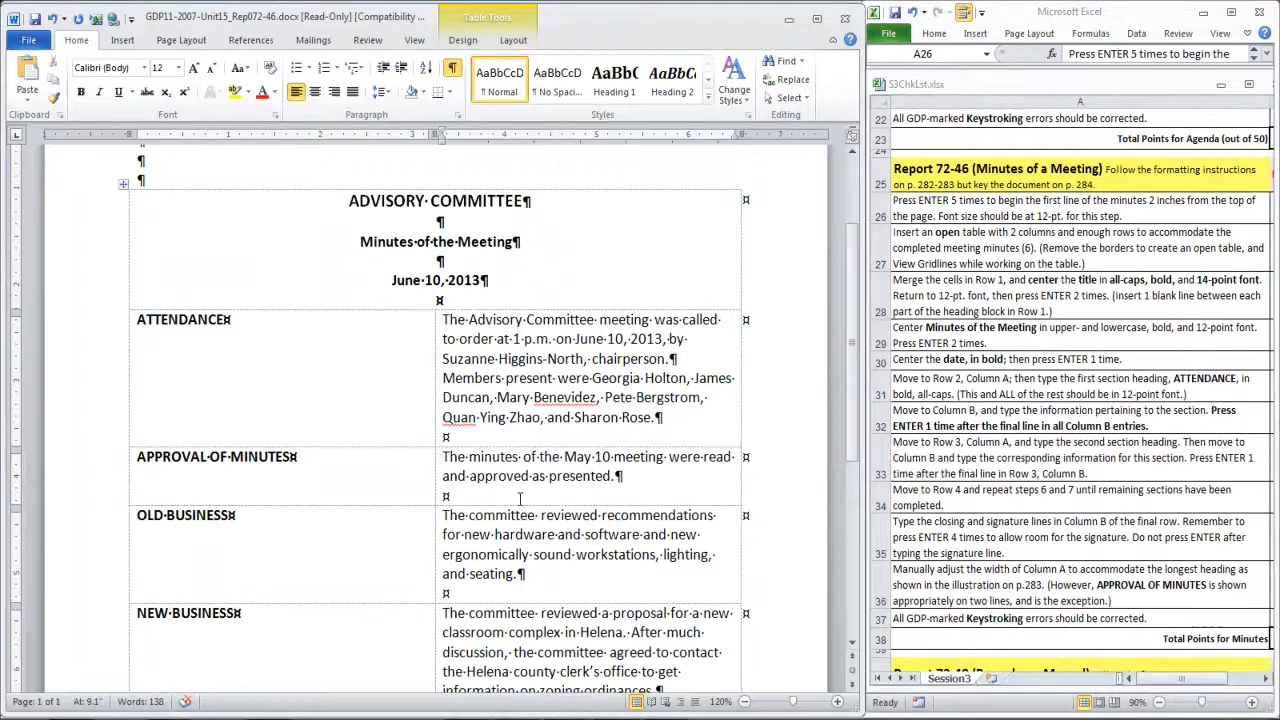 GDP11-2007-Unit15_Rep072-46.docx [Read-Only] [Compatibility ...
Table Tools
File Home Insert Page Layout References Mailings Review View Design Layout
Paste
Clipboard
Calibri (Body) 12
Font
Paragraph
AaBbCcD
¶ Normal
AaBbCcD
¶ No Spaci...
AaBbC
Heading 1
AaBbC
Heading 2
Change Styles
Styles
Find
Replace
Select
Editing
ADVISORY COMMITTEE¶
¶
Minutes of the Meeting¶
¶
June 10, 2013¶
ATTENDANCE
The Advisory Committee meeting was called
to order at 1 p.m. on June 10, 2013, by
Suzanne Higgins-North, chairperson.¶
Members present were Georgia Holton, James
Duncan, Mary Benevidez, Pete Bergstrom,
Quan Ying Zhao, and Sharon Rose.¶
APPROVAL OF MINUTES
The minutes of the May 10 meeting were read
and approved as presented.¶
OLD BUSINESS
The committee reviewed recommendations
for new hardware and software and new
ergonomically sound workstations, lighting,
and seating.¶
NEW BUSINESS
The committee reviewed a proposal for a new
classroom complex in Helena. After much
discussion, the committee agreed to contact
the Helena county clerk's office to get
information on zoning ordinances.¶
Page: 1 of 1 At: 9.1" Words: 138 120%
Microsoft Excel
File Home Insert Page Layout Formulas Data Review View
A26 fx Press ENTER 5 times to begin the
S3ChkLst.xlsx
A
22 All GDP-marked Keystroking errors should be corrected.
23 Total Points for Agenda (out of 50)
24
25 Report 72-46 (Minutes of a Meeting) Follow the formatting instructions
on p. 282-283 but key the document on p. 284.
26 Press ENTER 5 times to begin the first line of the minutes 2 inches from the top of
the page. Font size should be at 12-pt. for this step.
27 Insert an open table with 2 columns and enough rows to accommodate the
completed meeting minutes (6). (Remove the borders to create an open table, and
View Gridlines while working on the table.)
28 Merge the cells in Row 1, and center the title in all-caps, bold, and 14-point font.
Return to 12-pt. font, then press ENTER 2 times. (Insert 1 blank line between each
part of the heading block in Row 1.)
29 Center Minutes of the Meeting in upper- and lowercase, bold, and 12-point font.
Press ENTER 2 times.
30 Center the date, in bold; then press ENTER 1 time.
31 Move to Row 2, Column A; then type the first section heading, ATTENDANCE, in
bold, all-caps. (This and ALL of the rest should be in 12-point font.)
32 Move to Column B, and type the information pertaining to the section. Press
ENTER 1 time after the final line in all Column B entries.
33 Move to Row 3, Column A, and type the second section heading. Then move to
Column B and type the corresponding information for this section. Press ENTER 1
time after the final line in Row 3, Column B.
34 Move to Row 4 and repeat steps 6 and 7 until remaining sections have been
completed.
35 Type the closing and signature lines in Column B of the final row. Remember to
press ENTER 4 times to allow room for the signature. Do not press ENTER after
typing the signature line.
36 Manually adjust the width of Column A to accommodate the longest heading as
shown in the illustration on p.283. (However, APPROVAL OF MINUTES is shown
appropriately on two lines, and is the exception.)
37 All GDP-marked Keystroking errors should be corrected.
38 Total Points for Minutes
39
Session3
Ready 90%